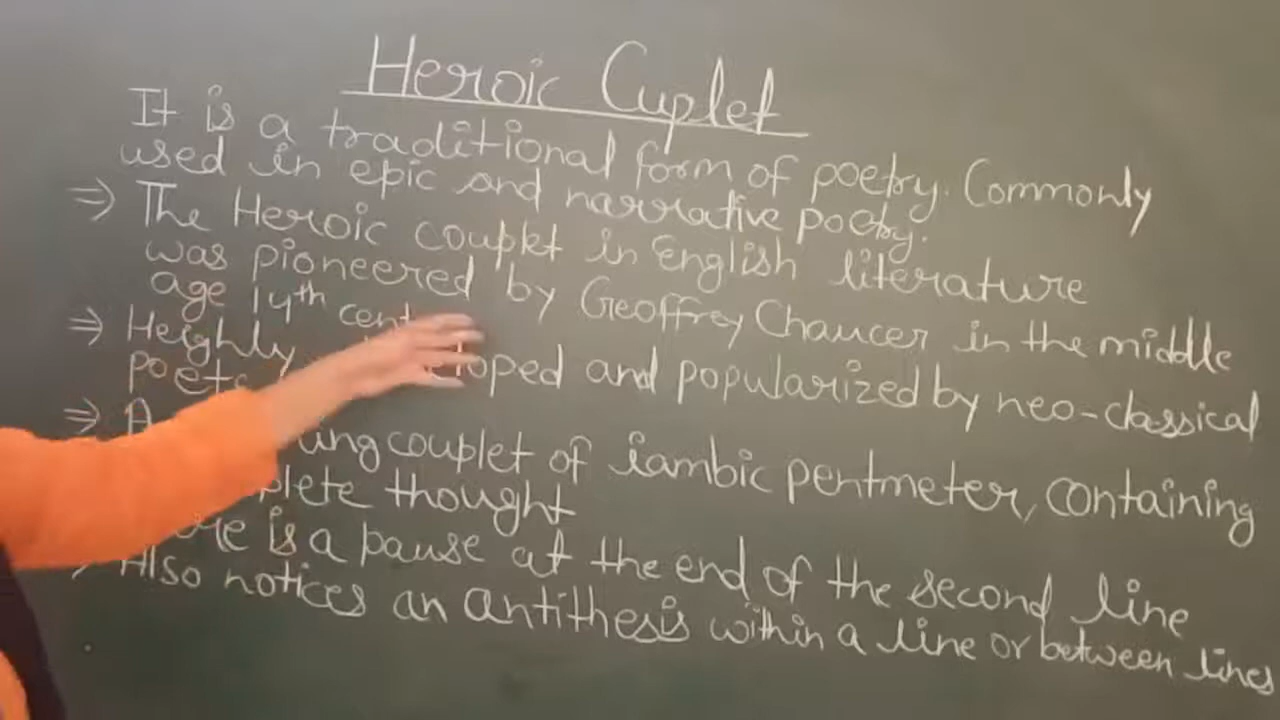 Heroic Cuplet
It is a traditional form of poetry. Commonly
used in epic and narrative poetry.
⇒ The Heroic couplet in English literature
was pioneered by Geoffrey Chaucer in the middle
age 14th cent
⇒ Heighly loped and popularized by neo-classical
poets
⇒ A ming couplet of iambic pentmeter, containing
plete thought
is a pause at the end of the second line
Also notices an antithesis within a line or between lines